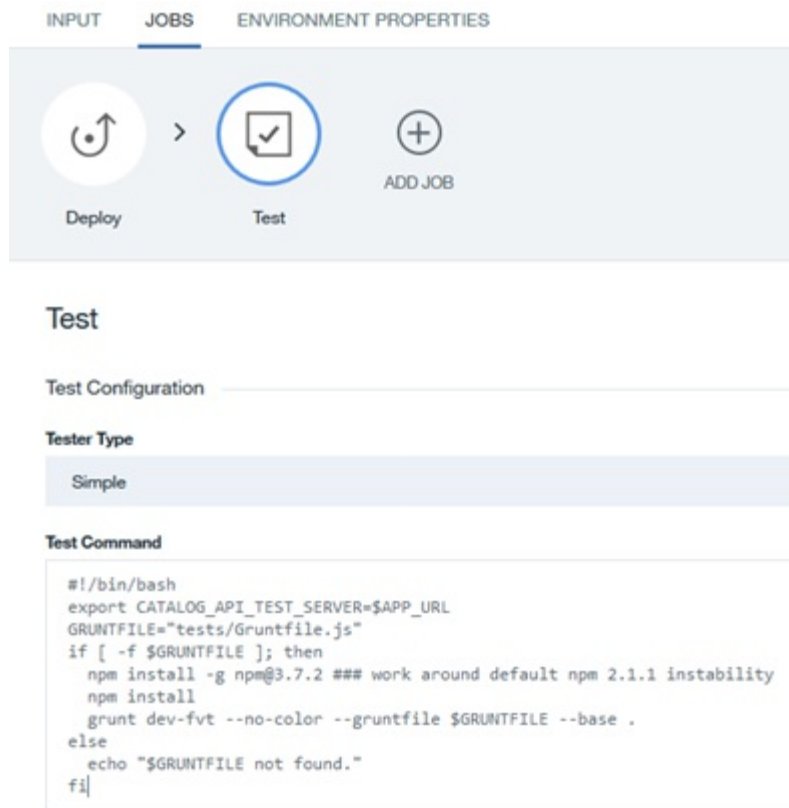 INPUT JOBS ENVIRONMENT PROPERTIES
ADD JOB
Deploy Test
Test
Test Configuration
Tester Type
Simple
Test Command
#!/bin/bash
export CATALOG_API_TEST_SERVER=$APP_URL
GRUNTFILE="tests/Gruntfile.js"
if [ -f $GRUNTFILE ]; then
  npm install -g npm@3.7.2 ### work around default npm 2.1.1 instability
  npm install
  grunt dev-fvt --no-color --gruntfile $GRUNTFILE --base .
else
  echo "$GRUNTFILE not found."
fi